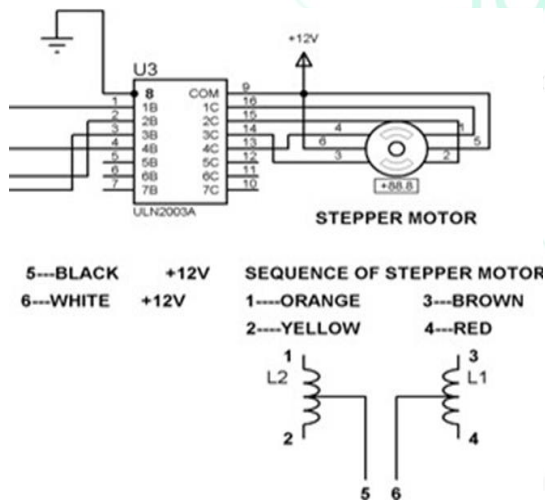 +12V
U3
8 COM 9
1 1B 1C 16
2 2B 2C 15
3 3B 3C 14
4 4B 4C 13
5 5B 5C 12
6 6B 6C 11
7 7B 7C 10
ULN2003A
4 1
6 5
3 2
+88.8
STEPPER MOTOR
5---BLACK +12V SEQUENCE OF STEPPER MOTOR
6---WHITE +12V 1----ORANGE 3---BROWN
2----YELLOW 4---RED
1 3
L2 L1
2 4
5 6